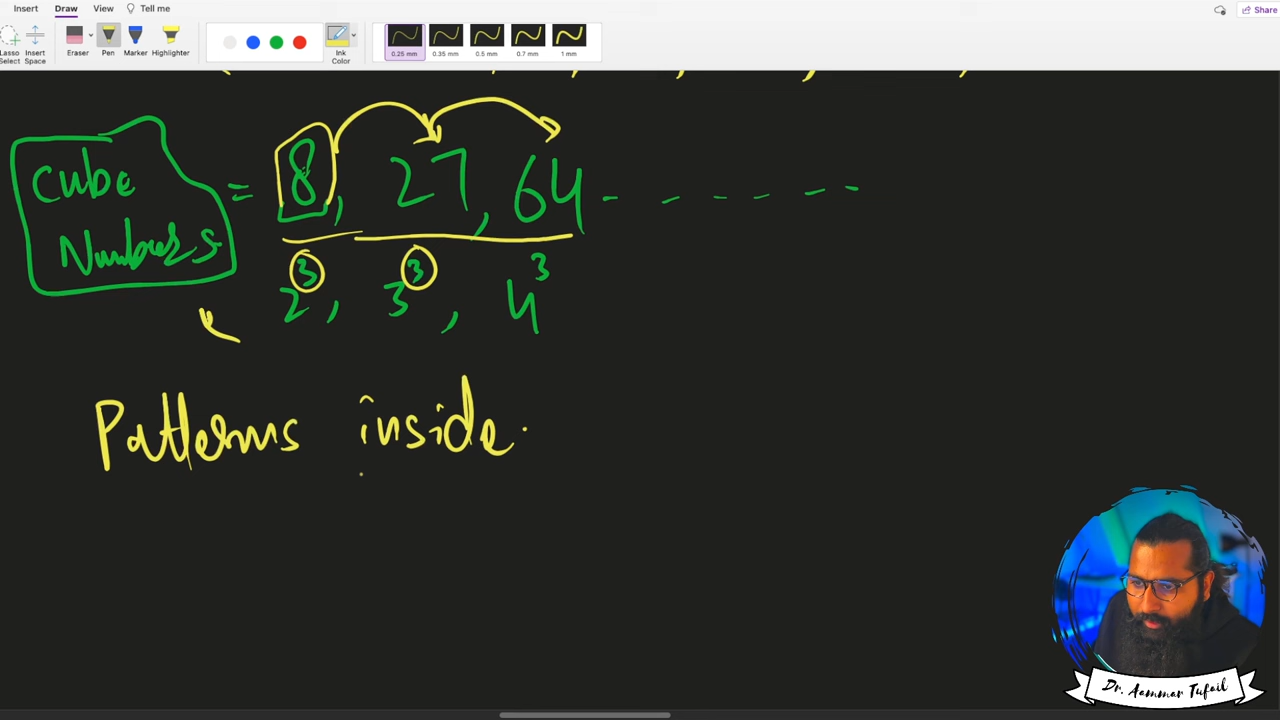 Insert Draw View Tell me
Share
Lasso Select
Insert Space
Eraser
Pen
Marker
Highlighter
Ink Color
0.25 mm
0.35 mm
0.5 mm
0.7 mm
1 mm
Cube Numbers = 8, 27, 64 - - - - - -
2³, 3³, 4³
Patterns inside
Dr. Aammar Tufail